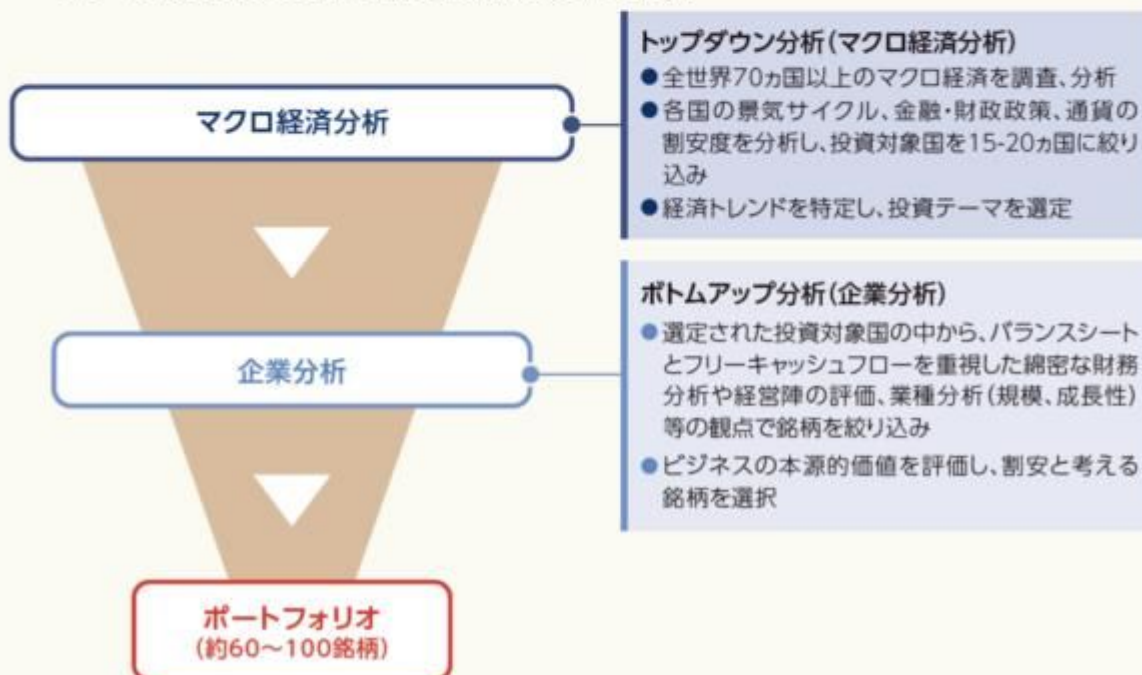 マクロ経済分析
トップダウン分析(マクロ経済分析)
●全世界70ヵ国以上のマクロ経済を調査、分析
●各国の景気サイクル、金融・財政政策、通貨の
割安度を分析し、投資対象国を15-20ヵ国に絞り
込み
●経済トレンドを特定し、投資テーマを選定
企業分析
ボトムアップ分析(企業分析)
●選定された投資対象国の中から、バランスシート
とフリーキャッシュフローを重視した綿密な財務
分析や経営陣の評価、業種分析(規模、成長性)
等の観点で銘柄を絞り込み
●ビジネスの本源的価値を評価し、割安と考える
銘柄を選択
ポートフォリオ
(約60～100銘柄)